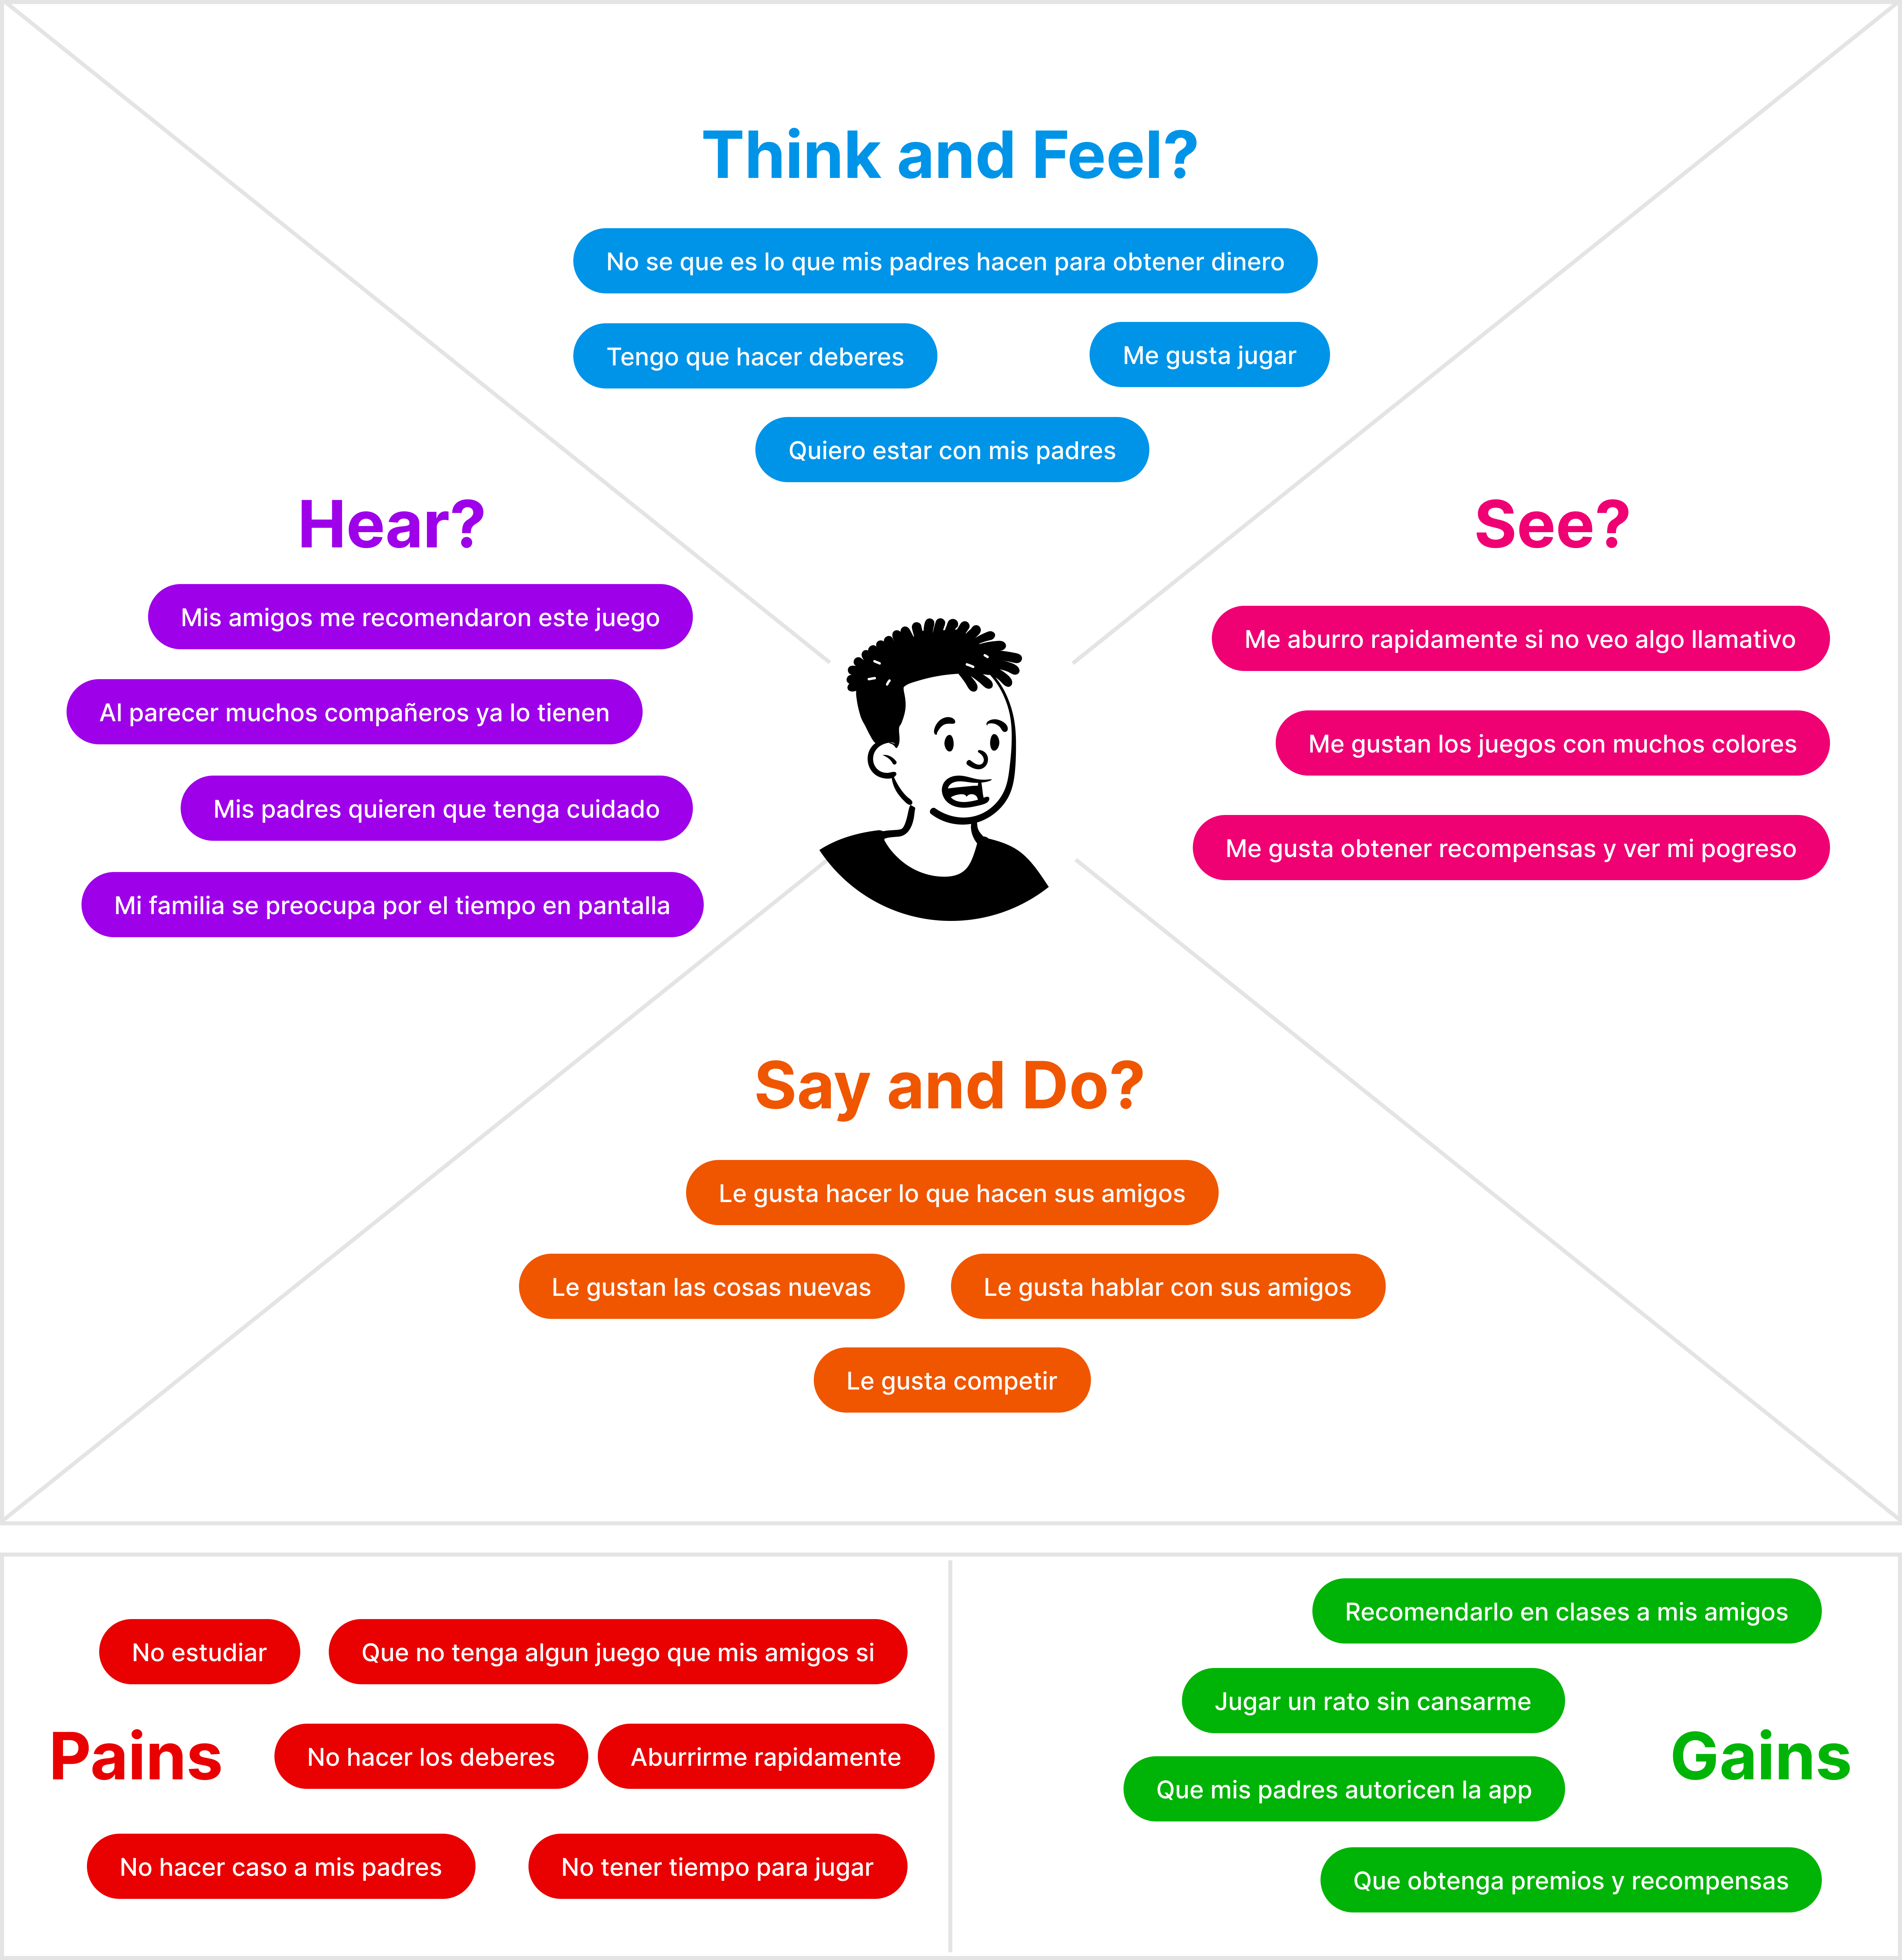 Think and Feel?
No se que es lo que mis padres hacen para obtener dinero
Tengo que hacer deberes
Me gusta jugar
Quiero estar con mis padres
Hear?
Mis amigos me recomendaron este juego
Al parecer muchos compañeros ya lo tienen
Mis padres quieren que tenga cuidado
Mi familia se preocupa por el tiempo en pantalla
See?
Me aburro rapidamente si no veo algo llamativo
Me gustan los juegos con muchos colores
Me gusta obtener recompensas y ver mi pogreso
Say and Do?
Le gusta hacer lo que hacen sus amigos
Le gustan las cosas nuevas
Le gusta hablar con sus amigos
Le gusta competir
Pains
No estudiar
Que no tenga algun juego que mis amigos si
No hacer los deberes
Aburrirme rapidamente
No hacer caso a mis padres
No tener tiempo para jugar
Gains
Recomendarlo en clases a mis amigos
Jugar un rato sin cansarme
Que mis padres autoricen la app
Que obtenga premios y recompensas